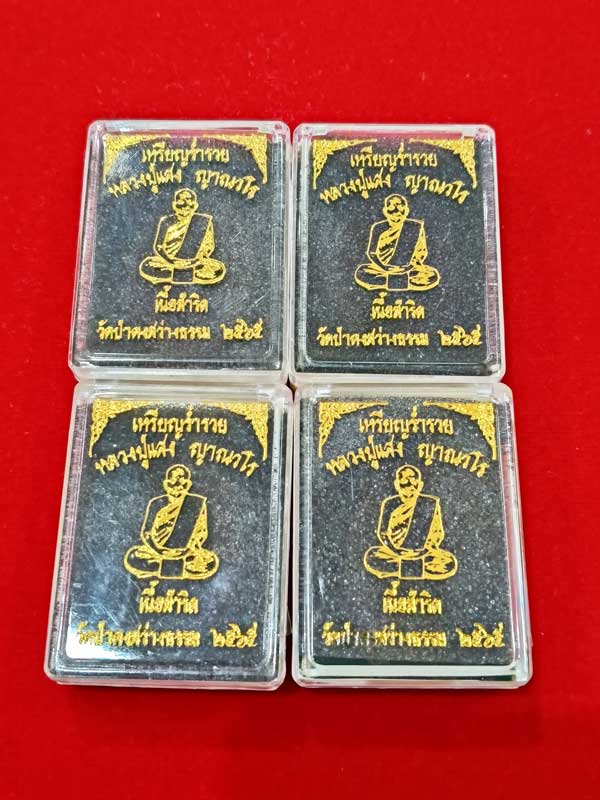 เหรียญร่ำรวย
หลวงปู่แสง ญาณวโร
เนื้อสำริด
วัดป่าดงสว่างธรรม ๒๕๖๕
เหรียญร่ำรวย
หลวงปู่แสง ญาณวโร
เนื้อสำริด
วัดป่าดงสว่างธรรม ๒๕๖๕
เหรียญร่ำรวย
หลวงปู่แสง ญาณวโร
เนื้อสำริด
วัดป่าดงสว่างธรรม ๒๕๖๕
เหรียญร่ำรวย
หลวงปู่แสง ญาณวโร
เนื้อสำริด
วัดป่าดงสว่างธรรม ๒๕๖๕